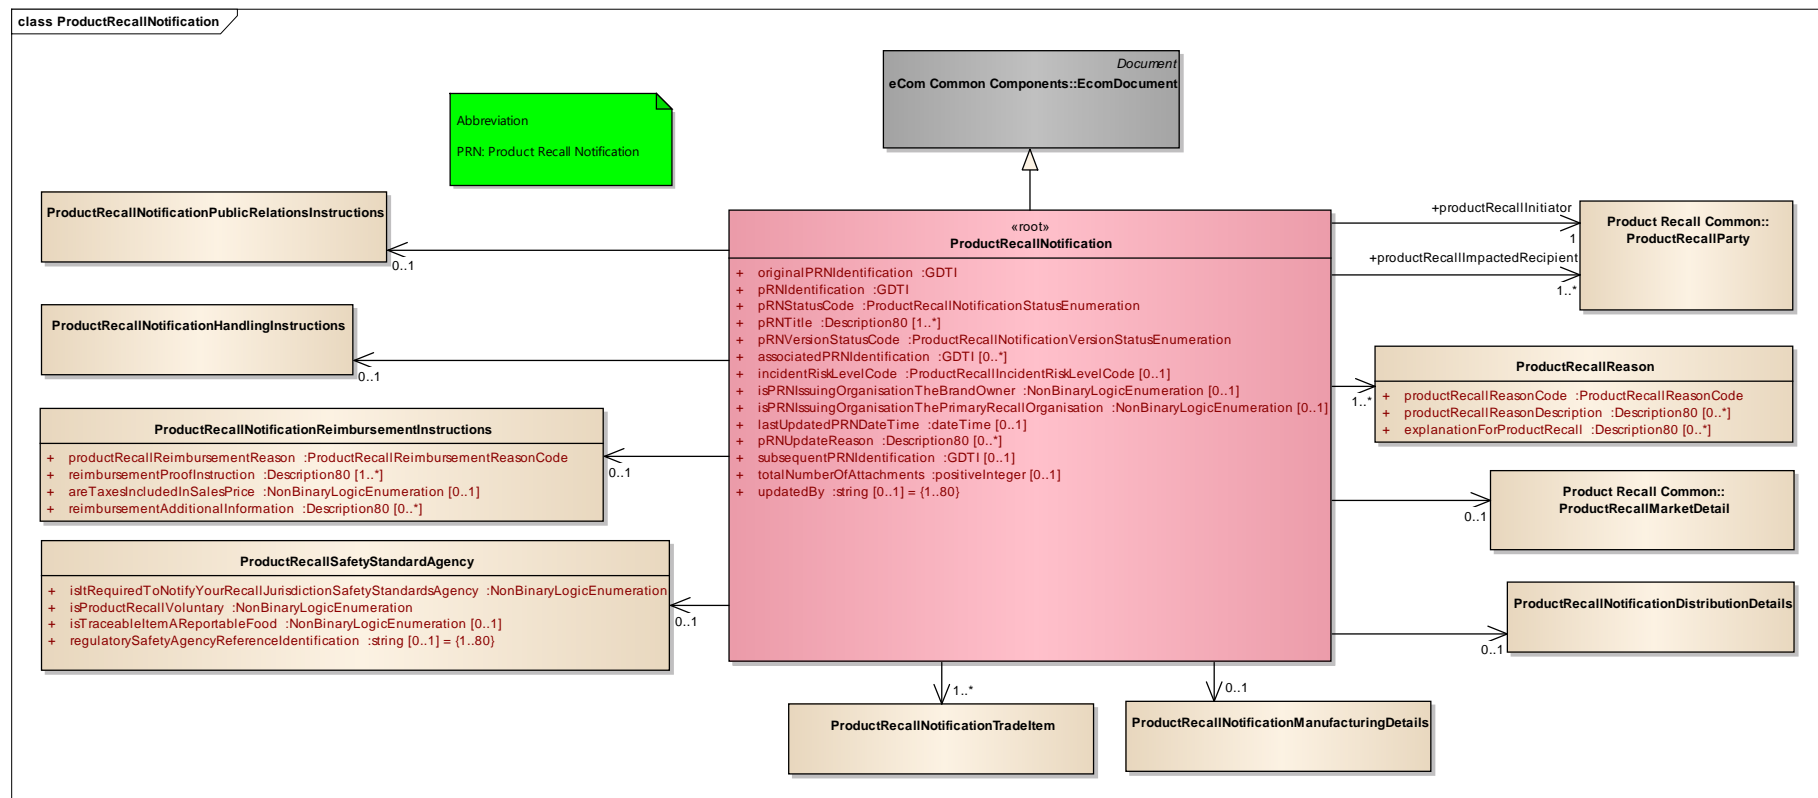 class ProductRecallNotification
Document
eCom Common Components::EcomDocument
Abbreviation
PRN: Product Recall Notification
ProductRecallNotificationPublicRelationsInstructions
0..1
ProductRecallNotificationHandlingInstructions
0..1
ProductRecallNotificationReimbursementInstructions
+ productRecallReimbursementReason :ProductRecallReimbursementReasonCode
+ reimbursementProofInstruction :Description80 [1..*]
+ areTaxesIncludedInSalesPrice :NonBinaryLogicEnumeration [0..1]
+ reimbursementAdditionalInformation :Description80 [0..*]
0..1
ProductRecallSafetyStandardAgency
+ isItRequiredToNotifyYourRecallJurisdictionSafetyStandardsAgency :NonBinaryLogicEnumeration
+ isProductRecallVoluntary :NonBinaryLogicEnumeration
+ isTraceableItemAReportableFood :NonBinaryLogicEnumeration [0..1]
+ regulatorySafetyAgencyReferenceIdentification :string [0..1] = {1..80}
0..1
«root»
ProductRecallNotification
+ originalPRNIdentification :GDTI
+ pRNIdentification :GDTI
+ pRNStatusCode :ProductRecallNotificationStatusEnumeration
+ pRNTitle :Description80 [1..*]
+ pRNVersionStatusCode :ProductRecallNotificationVersionStatusEnumeration
+ associatedPRNIdentification :GDTI [0..*]
+ incidentRiskLevelCode :ProductRecallIncidentRiskLevelCode [0..1]
+ isPRNIssuingOrganisationTheBrandOwner :NonBinaryLogicEnumeration [0..1]
+ isPRNIssuingOrganisationThePrimaryRecallOrganisation :NonBinaryLogicEnumeration [0..1]
+ lastUpdatedPRNDateTime :dateTime [0..1]
+ pRNUpdateReason :Description80 [0..*]
+ subsequentPRNIdentification :GDTI [0..1]
+ totalNumberOfAttachments :positiveInteger [0..1]
+ updatedBy :string [0..1] = {1..80}
+productRecallInitiator
1
+productRecallImpactedRecipient
1..*
Product Recall Common::
ProductRecallParty
ProductRecallReason
+ productRecallReasonCode :ProductRecallReasonCode
+ productRecallReasonDescription :Description80 [0..*]
+ explanationForProductRecall :Description80 [0..*]
1..*
Product Recall Common::
ProductRecallMarketDetail
0..1
ProductRecallNotificationDistributionDetails
0..1
1..*
ProductRecallNotificationTradeItem
0..1
ProductRecallNotificationManufacturingDetails